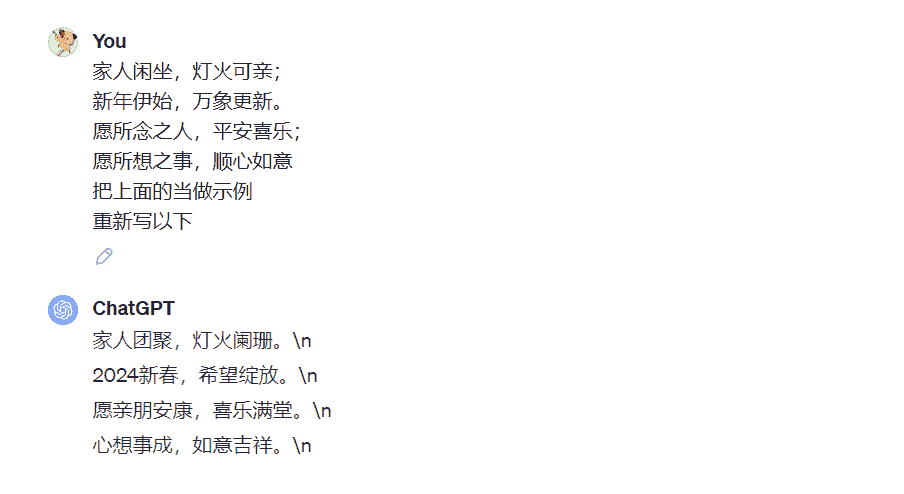 You
家人闲坐，灯火可亲；
新年伊始，万象更新。
愿所念之人，平安喜乐；
愿所想之事，顺心如意
把上面的当做示例
重新写以下
ChatGPT
家人团聚，灯火阑珊。\n
2024新春，希望绽放。\n
愿亲朋安康，喜乐满堂。\n
心想事成，如意吉祥。\n